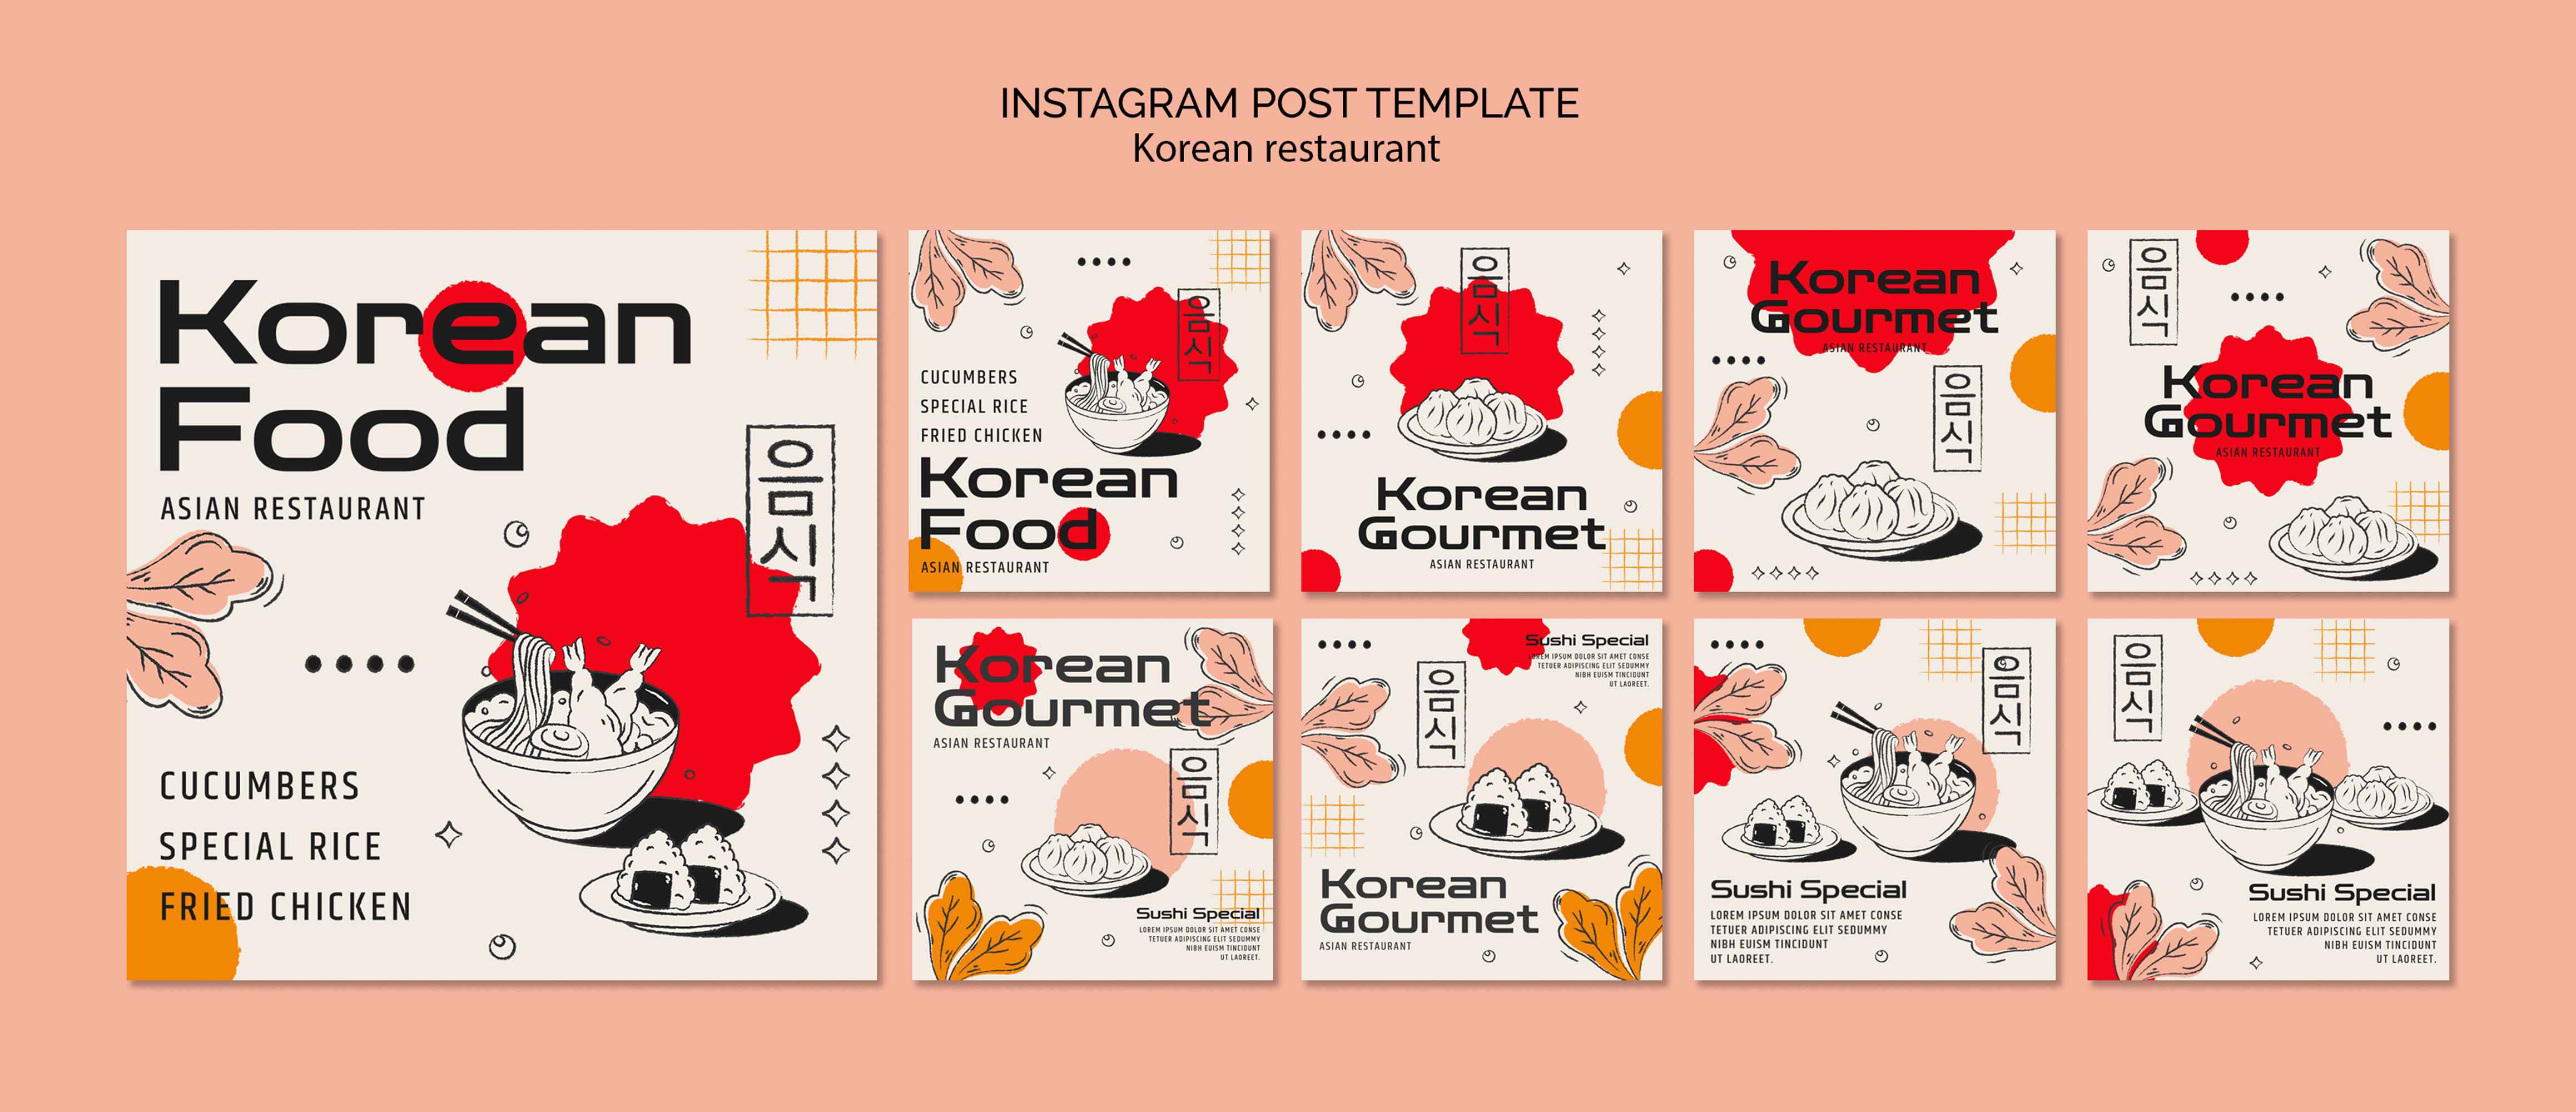 INSTAGRAM POST TEMPLATE
Korean restaurant
Korean
Food
ASIAN RESTAURANT
음식
CUCUMBERS
SPECIAL RICE
FRIED CHICKEN
음식
CUCUMBERS
SPECIAL RICE
FRIED CHICKEN
Korean
Food
ASIAN RESTAURANT
음식
Korean
Gourmet
ASIAN RESTAURANT
Korean
Gourmet
ASIAN RESTAURANT
음식
음식
Korean
Gourmet
ASIAN RESTAURANT
Korean
Gourmet
ASIAN RESTAURANT
음식
Sushi Special
LOREM IPSUM DOLOR SIT AMET CONSE
TETUER ADIPISCING ELIT SEDUMMY
NIBH EUISM TINCIDUNT
UT LAOREET.
Sushi Special
LOREM IPSUM DOLOR SIT AMET CONSE
TETUER ADIPISCING ELIT SEDUMMY
NIBH EUISM TINCIDUNT
UT LAOREET.
음식
Korean
Gourmet
ASIAN RESTAURANT
음식
Sushi Special
LOREM IPSUM DOLOR SIT AMET CONSE
TETUER ADIPISCING ELIT SEDUMMY
NIBH EUISM TINCIDUNT
UT LAOREET.
음식
Sushi Special
LOREM IPSUM DOLOR SIT AMET CONSE
TETUER ADIPISCING ELIT SEDUMMY
NIBH EUISM TINCIDUNT
UT LAOREET.